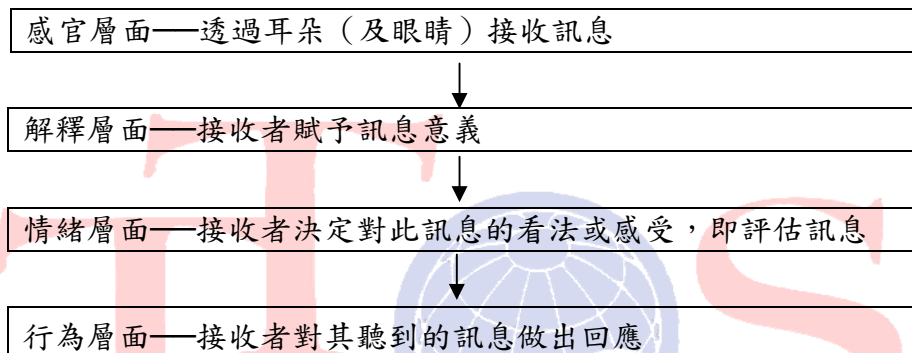 感官層面──透過耳朵（及眼睛）接收訊息
解釋層面──接收者賦予訊息意義
情緒層面──接收者決定對此訊息的看法或感受，即評估訊息
行為層面──接收者對其聽到的訊息做出回應